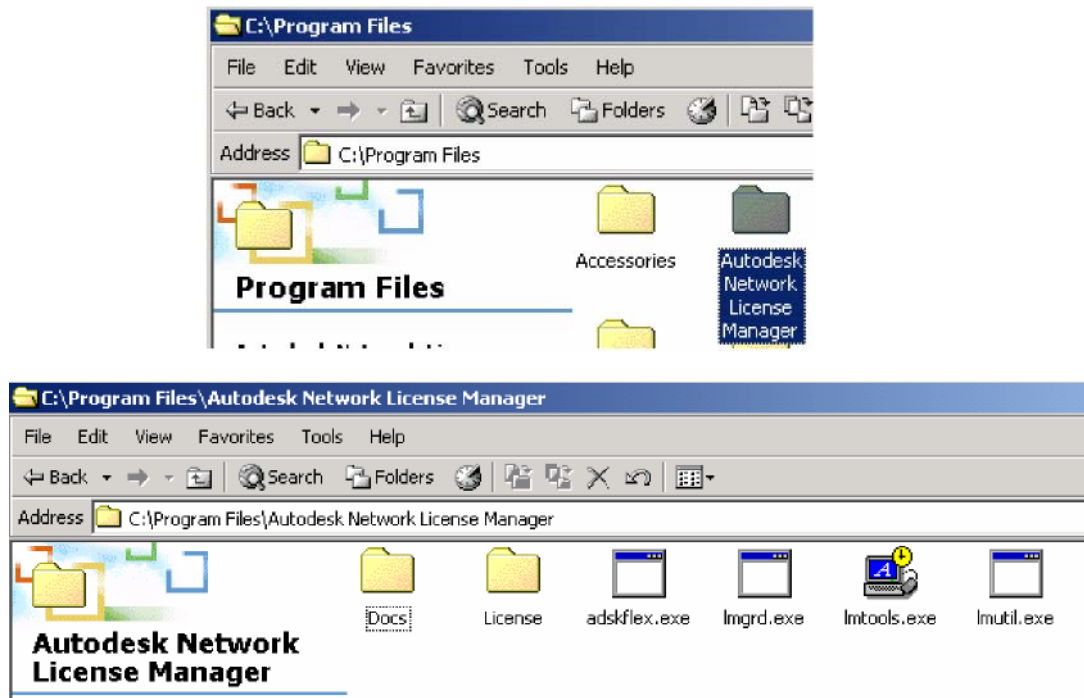 C:\Program Files
File Edit View Favorites Tools Help
Back Search Folders
Address C:\Program Files
Accessories
Autodesk
Network
License
Manager
Program Files
C:\Program Files\Autodesk Network License Manager
File Edit View Favorites Tools Help
Back Search Folders
Address C:\Program Files\Autodesk Network License Manager
Docs License adskflex.exe lmgrd.exe lmtools.exe lmutil.exe
Autodesk Network
License Manager